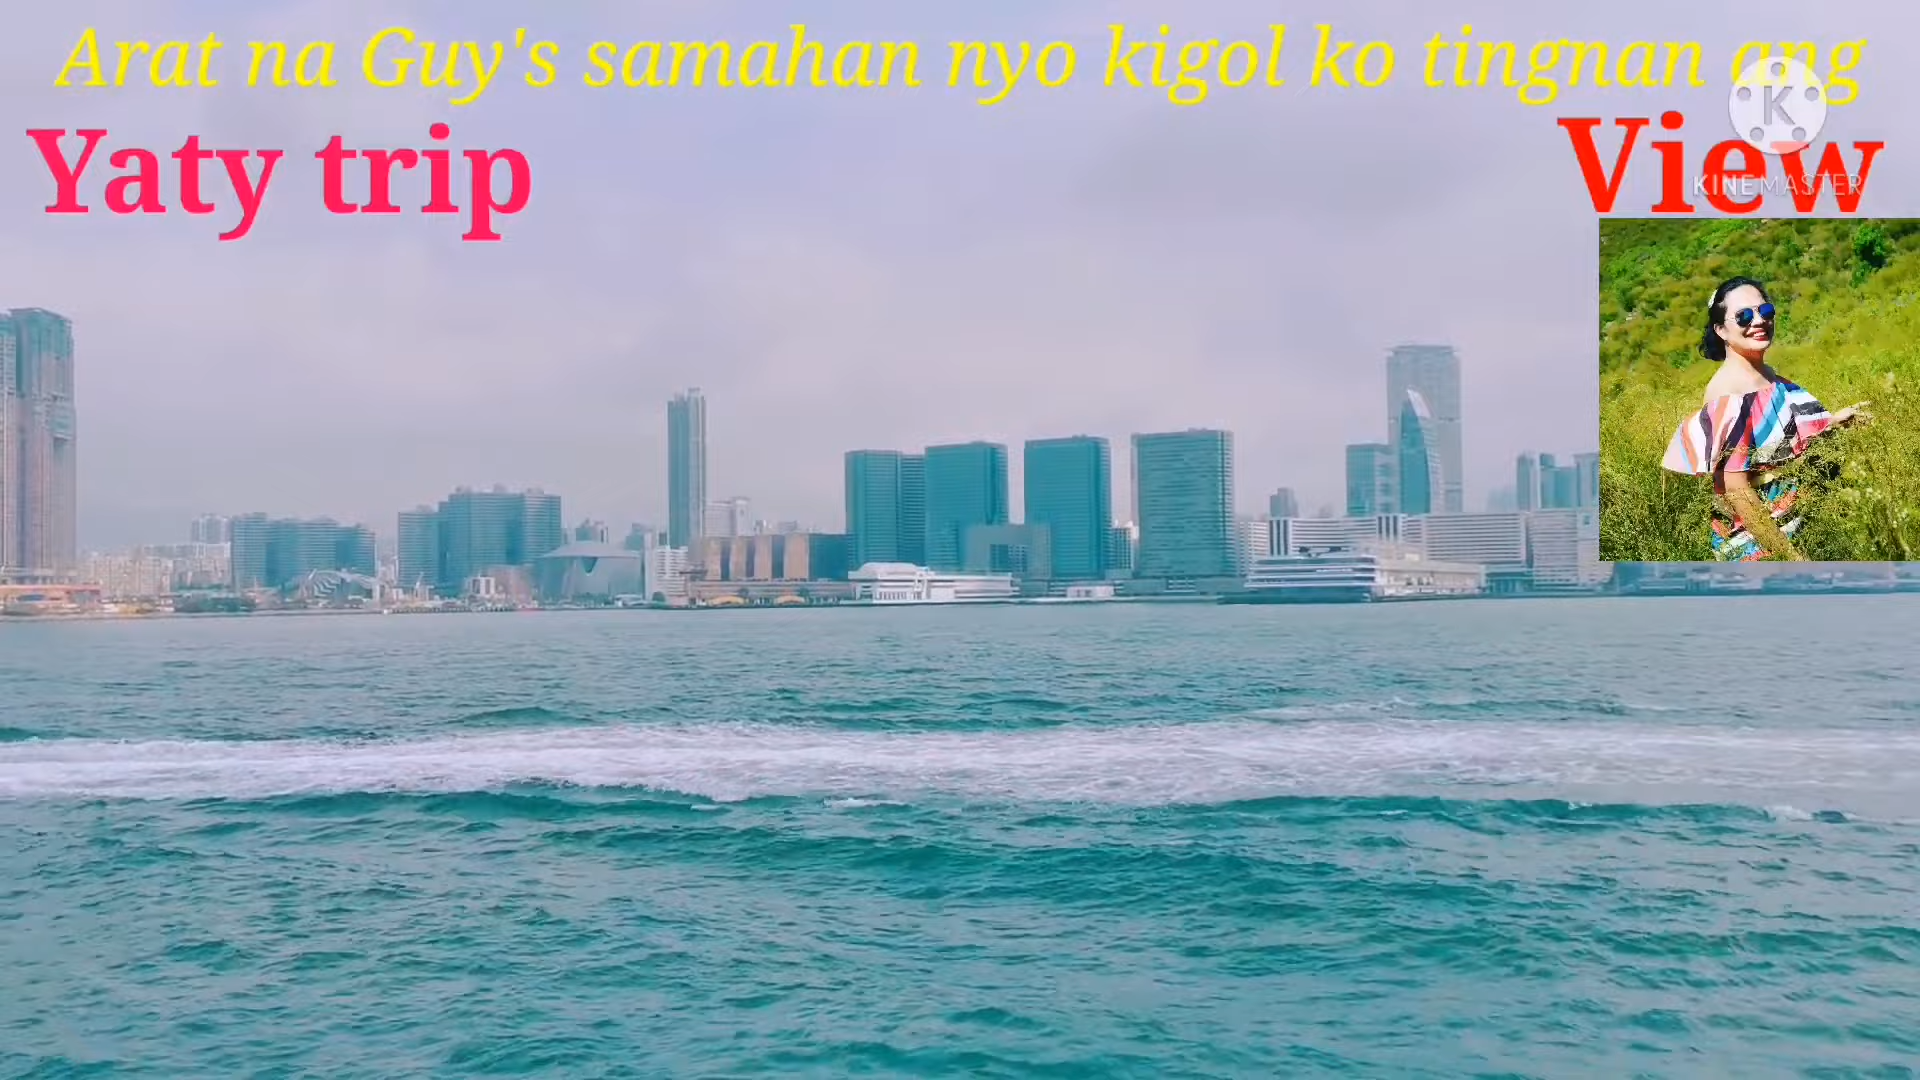 Arat na Guy's samahan nyo kigol ko tingnan ang
Yaty trip
View
K
KINEMASTER